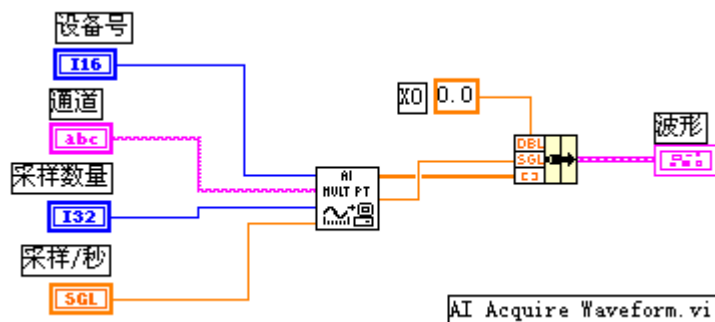 设备号
I16
通道
abc
采样数量
I32
采样/秒
SGL
AI
MULT PT
X0 0.0
DBL
SGL
[ ]
波形
AI Acquire Waveform.vi